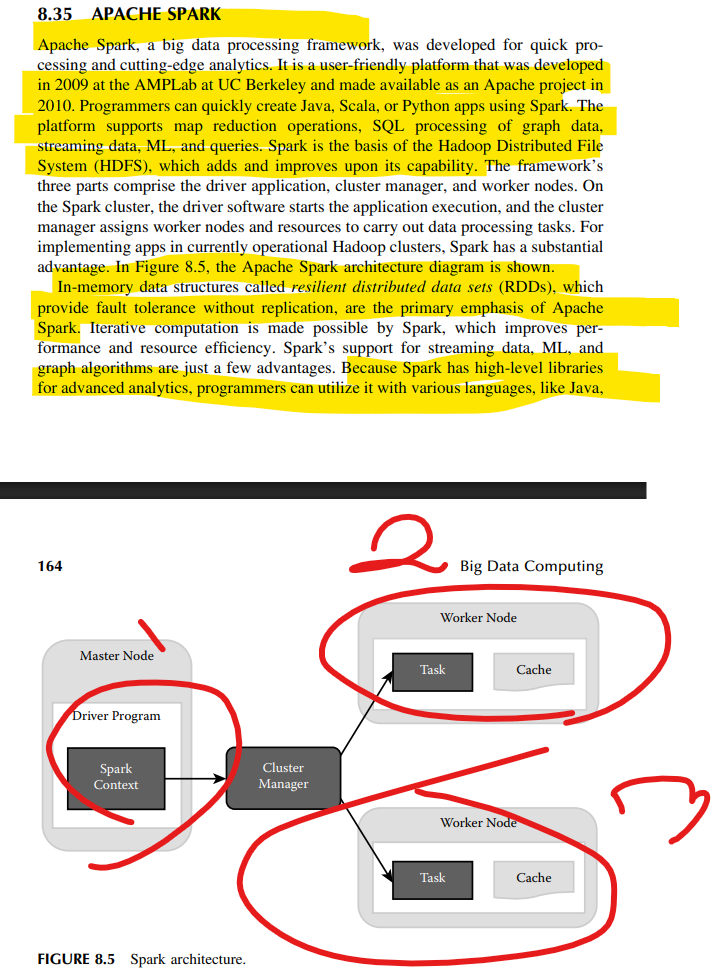 8.35 APACHE SPARK
Apache Spark, a big data processing framework, was developed for quick pro-
cessing and cutting-edge analytics. It is a user-friendly platform that was developed
in 2009 at the AMPLab at UC Berkeley and made available as an Apache project in
2010. Programmers can quickly create Java, Scala, or Python apps using Spark. The
platform supports map reduction operations, SQL processing of graph data,
streaming data, ML, and queries. Spark is the basis of the Hadoop Distributed File
System (HDFS), which adds and improves upon its capability. The framework's
three parts comprise the driver application, cluster manager, and worker nodes. On
the Spark cluster, the driver software starts the application execution, and the cluster
manager assigns worker nodes and resources to carry out data processing tasks. For
implementing apps in currently operational Hadoop clusters, Spark has a substantial
advantage. In Figure 8.5, the Apache Spark architecture diagram is shown.
In-memory data structures called resilient distributed data sets (RDDs), which
provide fault tolerance without replication, are the primary emphasis of Apache
Spark. Iterative computation is made possible by Spark, which improves per-
formance and resource efficiency. Spark's support for streaming data, ML, and
graph algorithms are just a few advantages. Because Spark has high-level libraries
for advanced analytics, programmers can utilize it with various languages, like Java,
164
2
Big Data Computing
Master Node
Driver Program
Spark
Context
Cluster
Manager
Worker Node
Task
Cache
3
Worker Node
Task
Cache
FIGURE 8.5 Spark architecture.